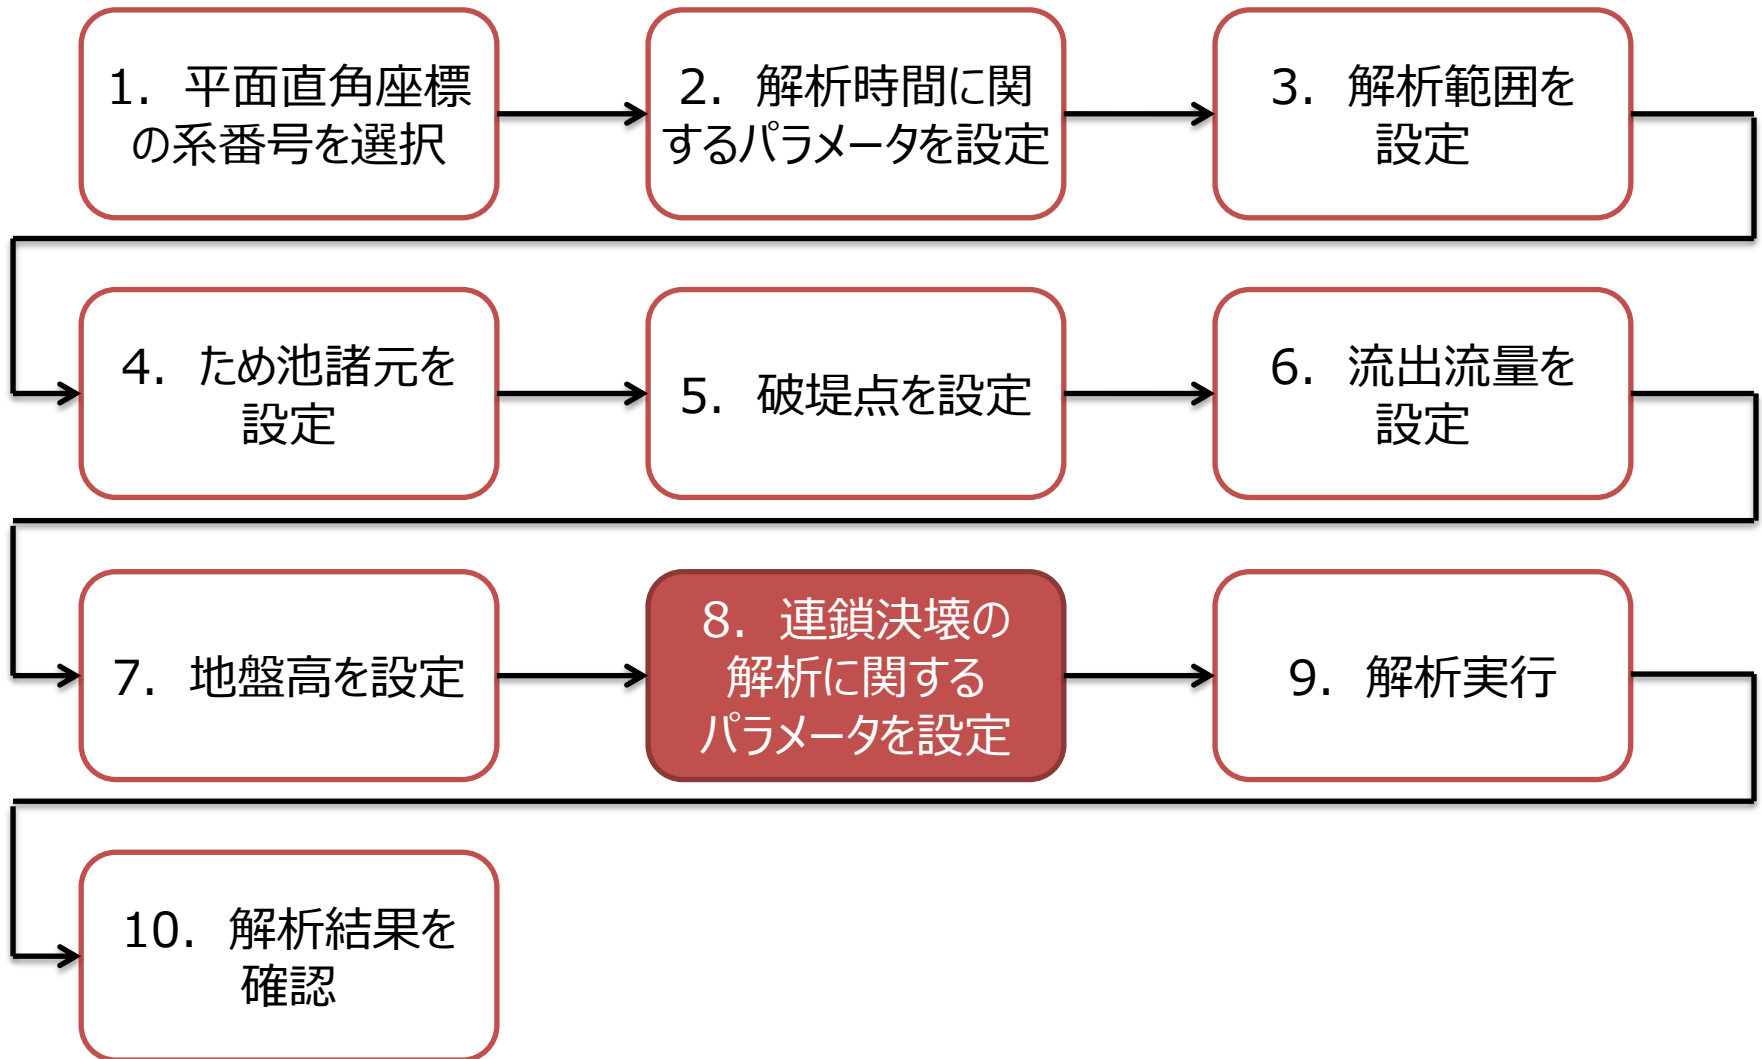 1. 平面直角座標
の系番号を選択
2. 解析時間に関
するパラメータを設定
3. 解析範囲を
設定
4. ため池諸元を
設定
5. 破堤点を設定
6. 流出流量を
設定
7. 地盤高を設定
8. 連鎖決壊の
解析に関する
パラメータを設定
9. 解析実行
10. 解析結果を
確認